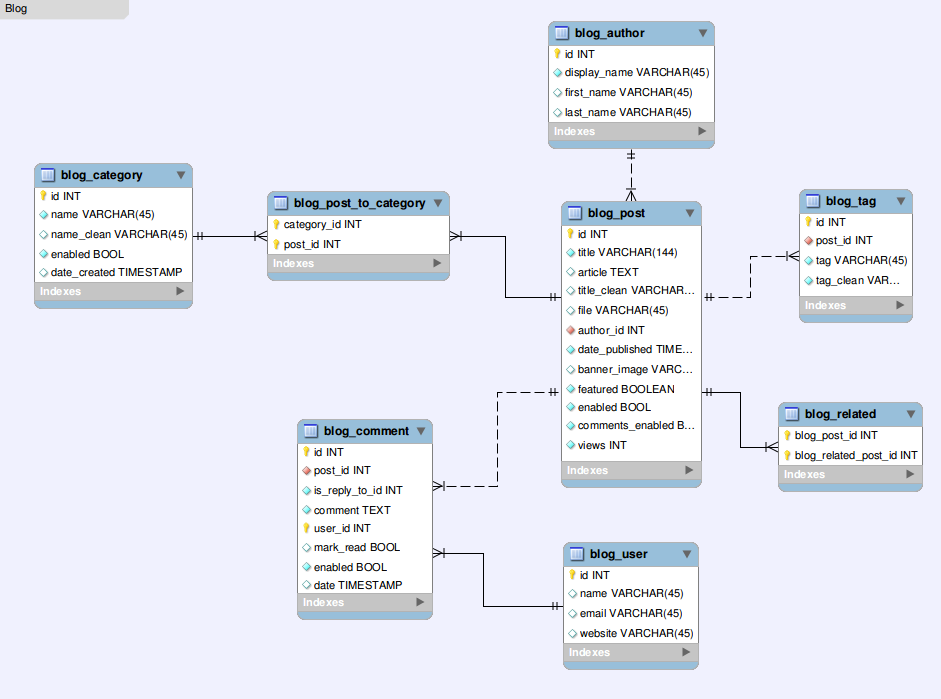 Blog
blog_author
id INT
display_name VARCHAR(45)
first_name VARCHAR(45)
last_name VARCHAR(45)
Indexes
blog_category
id INT
name VARCHAR(45)
name_clean VARCHAR(45)
enabled BOOL
date_created TIMESTAMP
Indexes
blog_post_to_category
category_id INT
post_id INT
Indexes
blog_post
id INT
title VARCHAR(144)
article TEXT
title_clean VARCHAR...
file VARCHAR(45)
author_id INT
date_published TIME...
banner_image VARC...
featured BOOLEAN
enabled BOOL
comments_enabled B...
views INT
Indexes
blog_tag
id INT
post_id INT
tag VARCHAR(45)
tag_clean VAR...
Indexes
blog_related
blog_post_id INT
blog_related_post_id INT
Indexes
blog_comment
id INT
post_id INT
is_reply_to_id INT
comment TEXT
user_id INT
mark_read BOOL
enabled BOOL
date TIMESTAMP
Indexes
blog_user
id INT
name VARCHAR(45)
email VARCHAR(45)
website VARCHAR(45)
Indexes